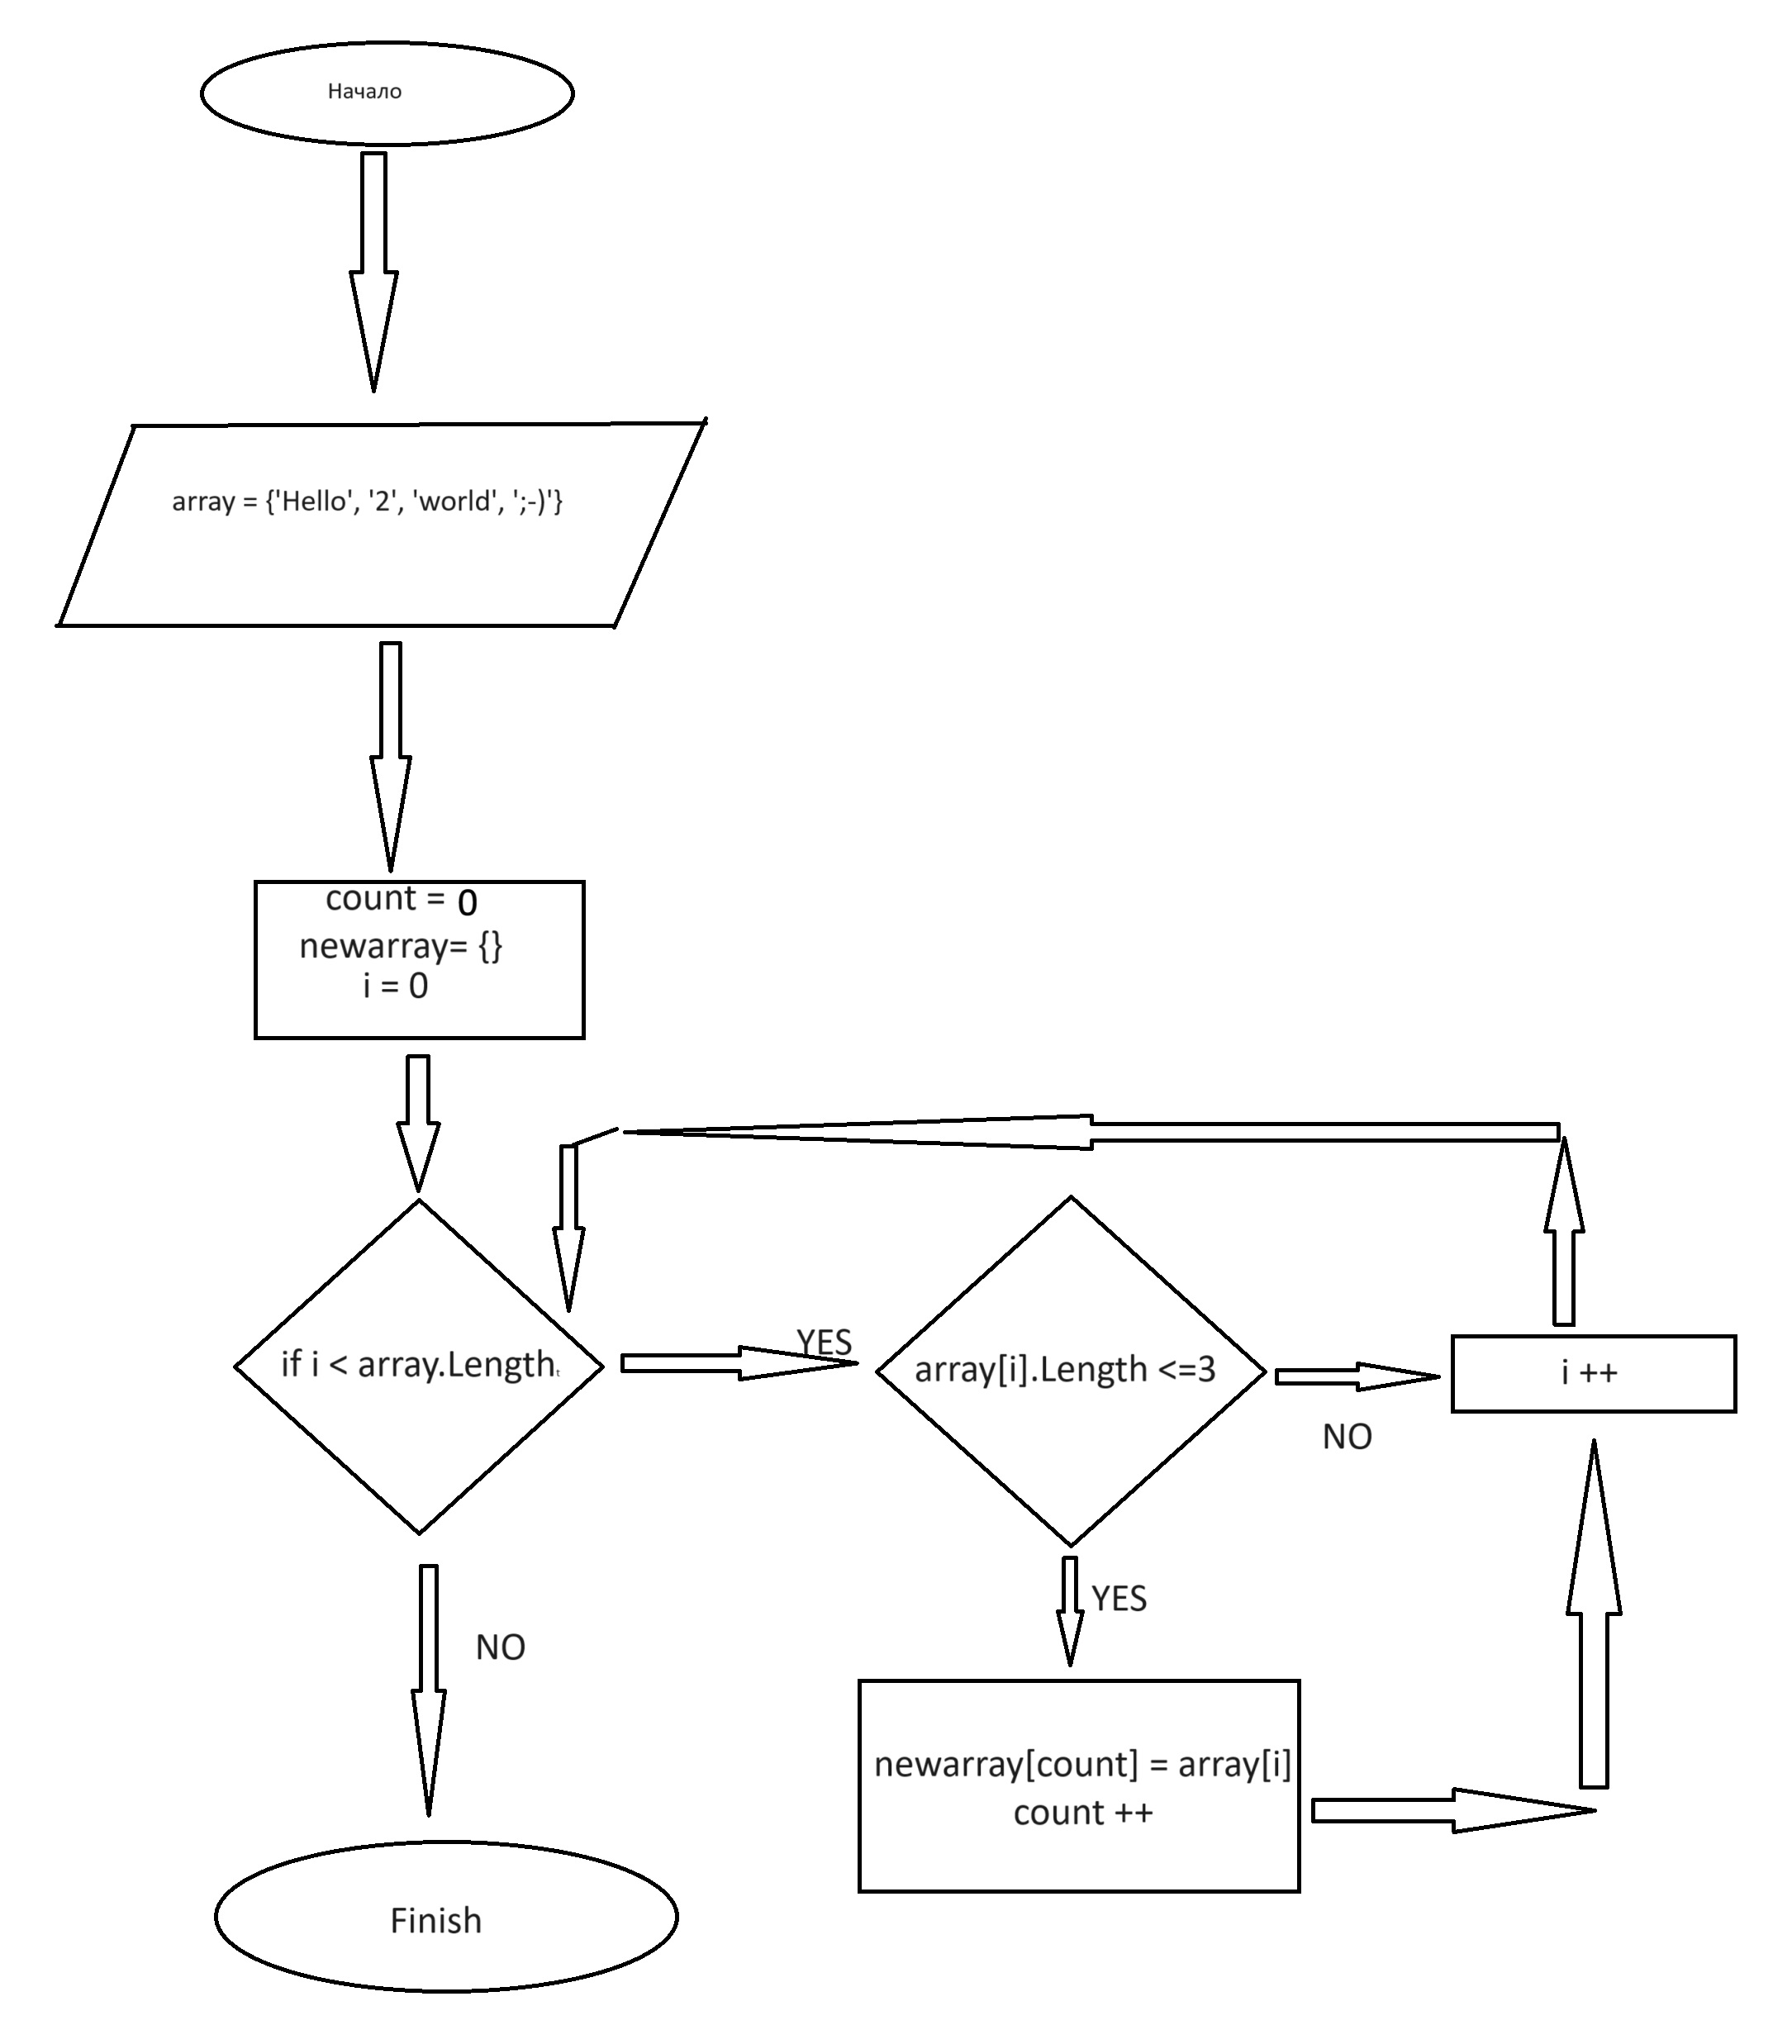 Начало
array = {'Hello', '2', 'world', ';-)'}
count = 0
newarray= {}
i = 0
if i < array.Length
YES
array[i].Length <=3
NO
i ++
YES
NO
newarray[count] = array[i]
count ++
Finish